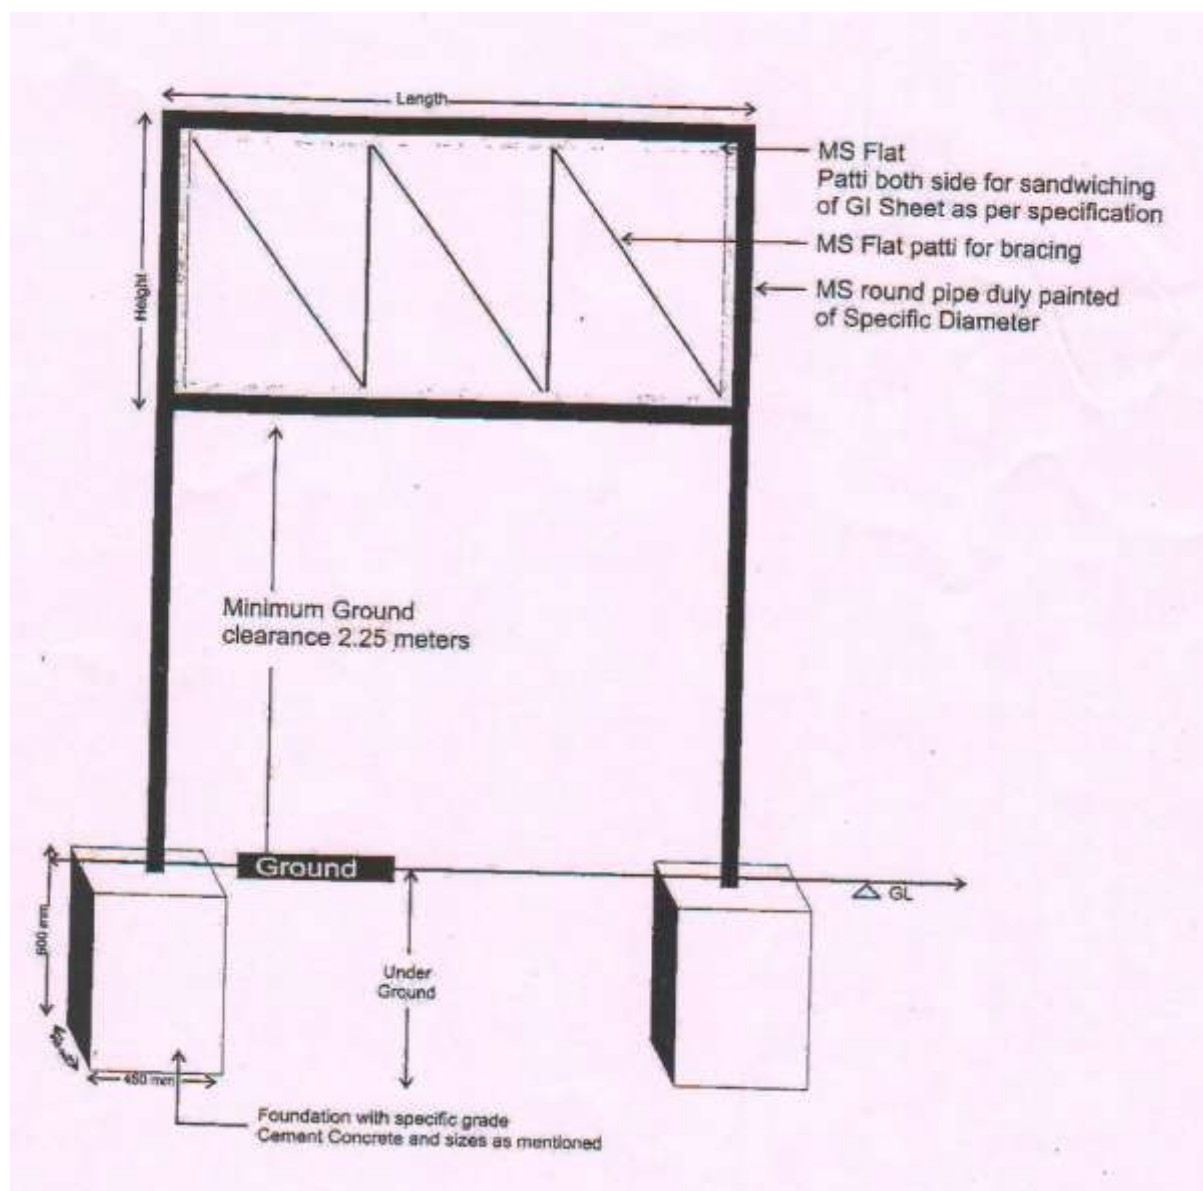 Length
MS Flat
Patti both side for sandwiching
of GI Sheet as per specification
MS Flat patti for bracing
MS round pipe duly painted
of Specific Diameter
Height
Minimum Ground
clearance 2.25 meters
Ground
GL
600 mm
Under
Ground
450 mm
Foundation with specific grade
Cement Concrete and sizes as mentioned